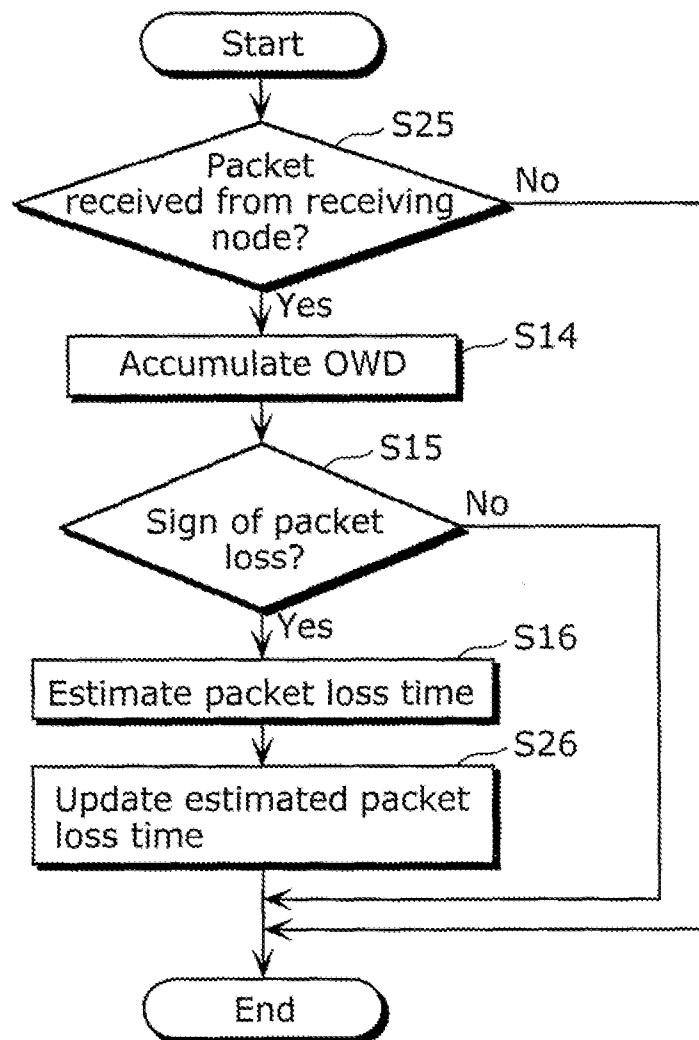 Start
S25
Packet
received from receiving
node?
No
Yes
S14
Accumulate OWD
S15
No
Sign of packet
loss?
Yes
S16
Estimate packet loss time
S26
Update estimated packet
loss time
End